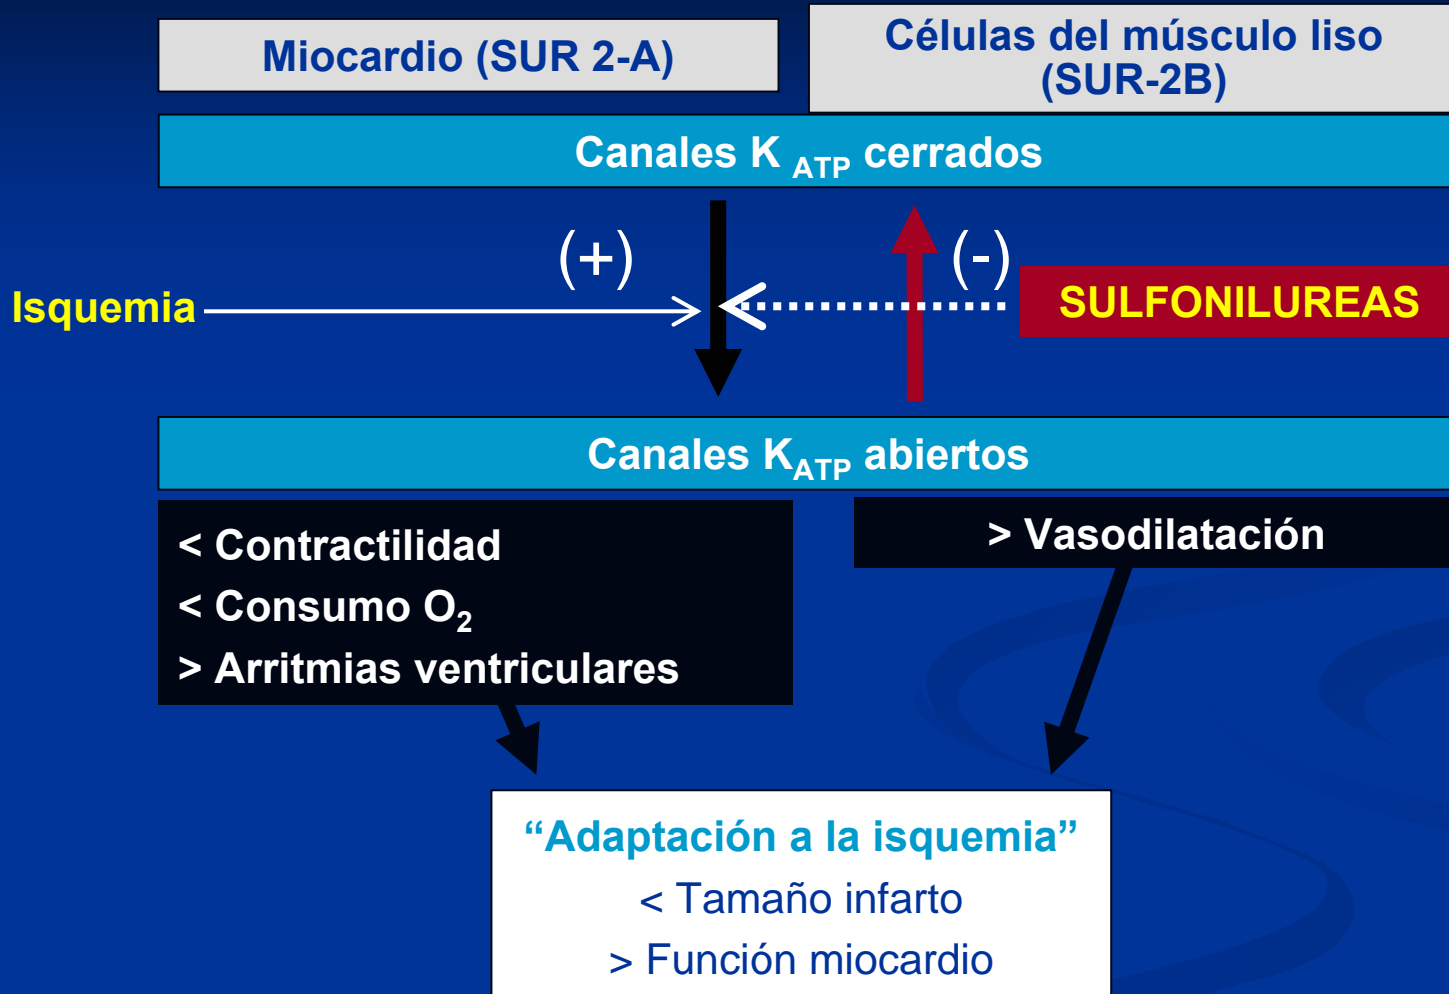 Miocardio (SUR 2-A)
Células del músculo liso
(SUR-2B)
Canales K ATP cerrados
(+)
(-)
Isquemia
SULFONILUREAS
Canales KATP abiertos
< Contractilidad
< Consumo O2
> Arritmias ventriculares
> Vasodilatación
“Adaptación a la isquemia”
< Tamaño infarto
> Función miocardio